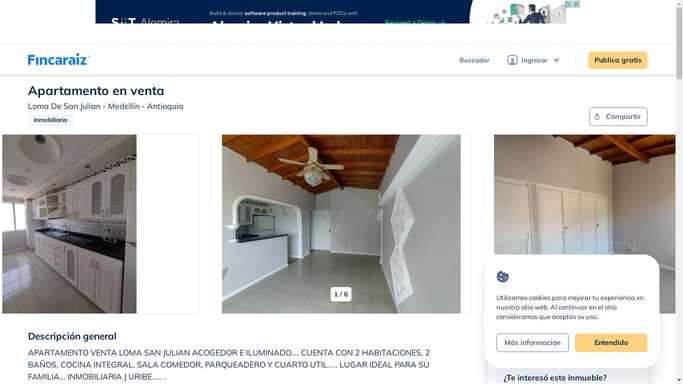 Build & deliver software product training, demo and POCs with
Request a Demo
Fincaraiz
Buscador
Ingresar
Publica gratis
Apartamento en venta
Loma De San Julian - Medellín - Antioquia
Inmobiliaria
Compartir
1 / 6
Utilizamos cookies para mejorar tu experiencia en
nuestro sitio web. Al continuar en el sitio
consideramos que aceptas su uso.
Más información
Entendido
Descripción general
APARTAMENTO VENTA LOMA SAN JULIAN ACOGEDOR E ILUMINADO.... CUENTA CON 2 HABITACIONES, 2
BAÑOS, COCINA INTEGRAL, SALA COMEDOR, PARQUEADERO Y CUARTO UTIL..... LUGAR IDEAL PARA SU
FAMILIA... INMOBILIARIA J URIBE...... .
¿Te interesó este inmueble?